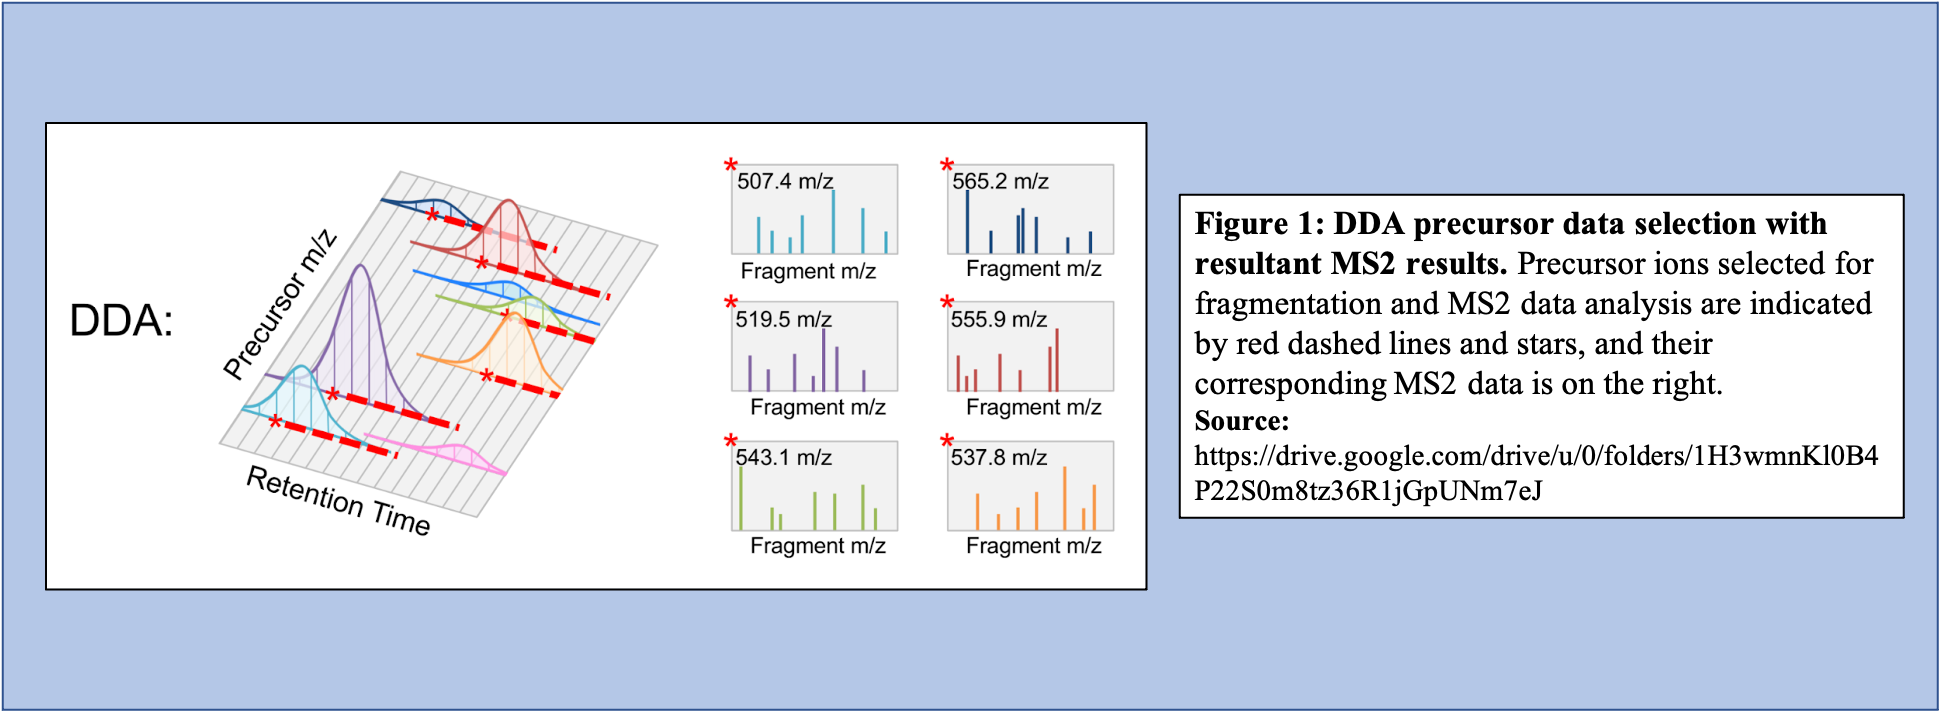 DDA:
Precursor m/z
Retention Time
*
507.4 m/z
Fragment m/z
*
565.2 m/z
Fragment m/z
*
519.5 m/z
Fragment m/z
*
555.9 m/z
Fragment m/z
*
543.1 m/z
Fragment m/z
*
537.8 m/z
Fragment m/z
Figure 1: DDA precursor data selection with
resultant MS2 results. Precursor ions selected for
fragmentation and MS2 data analysis are indicated
by red dashed lines and stars, and their
corresponding MS2 data is on the right.
Source:
https://drive.google.com/drive/u/0/folders/1H3wmnKl0B4
P22S0m8tz36R1jGpUNm7eJ